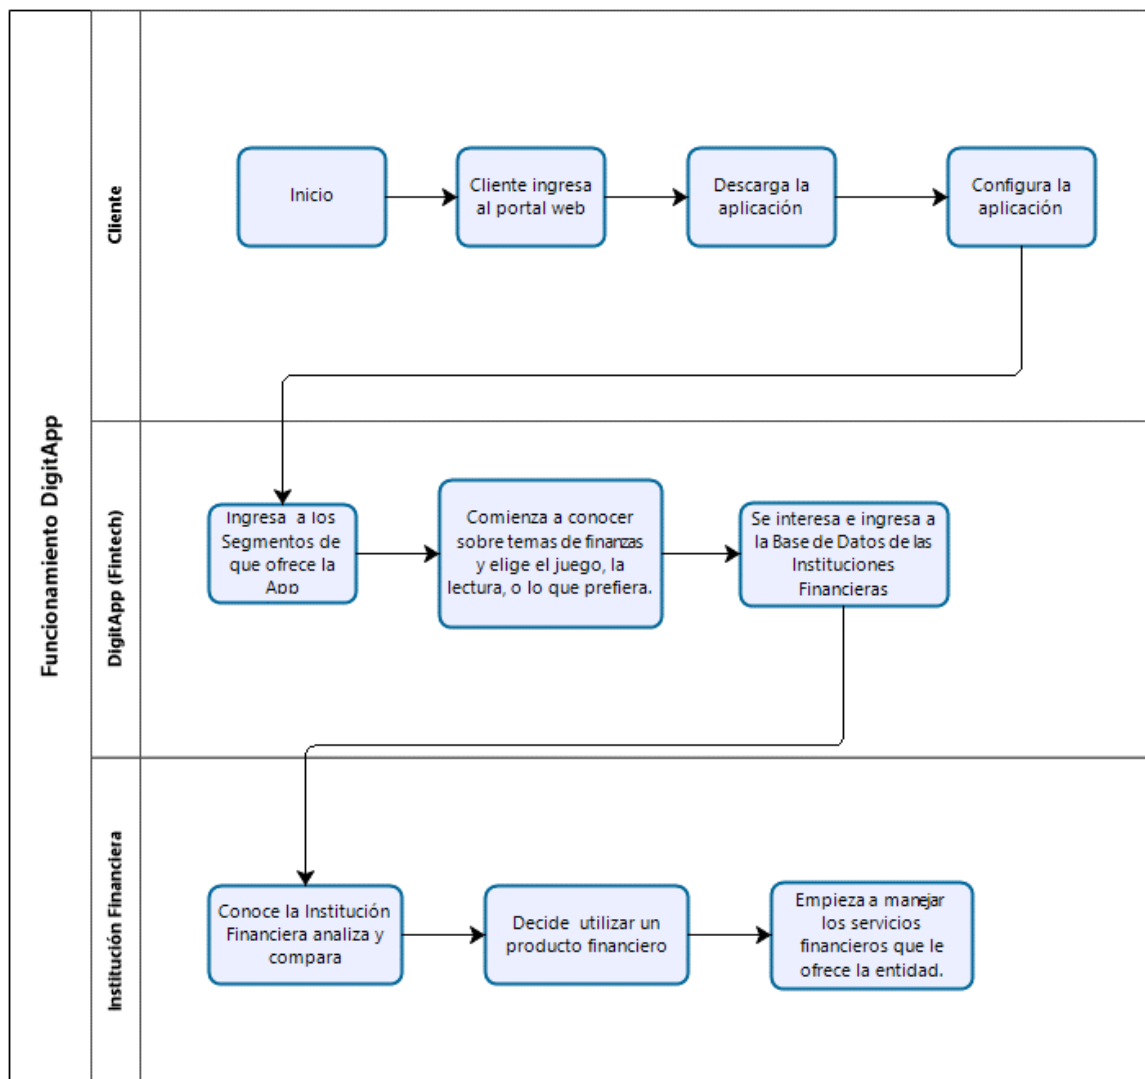 Funcionamiento DigitApp
Cliente
Inicio
Cliente ingresa
al portal web
Descarga la
aplicación
Configura la
aplicación
DigitApp (Fintech)
Ingresa a los
Segmentos de
que ofrece la
App
Comienza a conocer
sobre temas de finanzas
y elige el juego, la
lectura, o lo que prefiera.
Se interesa e ingresa a
la Base de Datos de las
Instituciones
Financieras
Institución Financiera
Conoce la Institución
Financiera analiza y
compara
Decide utilizar un
producto financiero
Empieza a manejar
los servicios
financieros que le
ofrece la entidad.